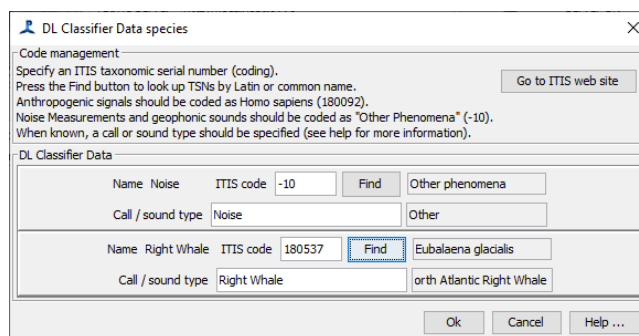 DL Classifier Data species
Code management
Specify an ITIS taxonomic serial number (coding).
Press the Find button to look up TSNs by Latin or common name.
Go to ITIS web site
Anthropogenic signals should be coded as Homo sapiens (180092).
Noise Measurements and geophonic sounds should be coded as "Other Phenomena" (-10).
When known, a call or sound type should be specified (see help for more information).
DL Classifier Data
Name Noise ITIS code -10 Find Other phenomena
Call / sound type Noise Other
Name Right Whale ITIS code 180537 Find Eubalaena glacialis
Call / sound type Right Whale orth Atlantic Right Whale
Ok Cancel Help ...